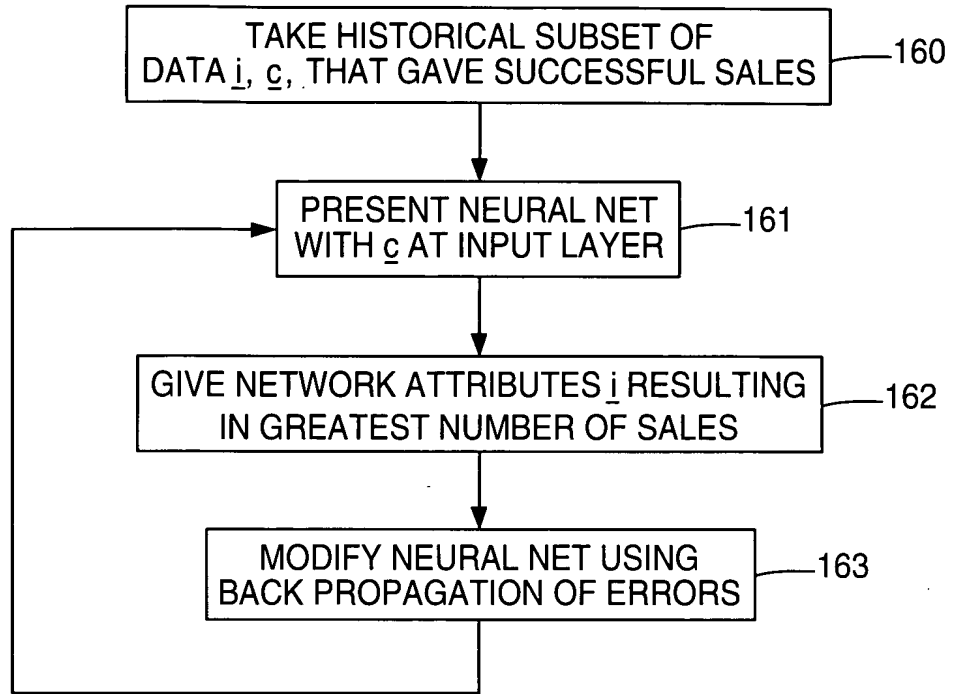 TAKE HISTORICAL SUBSET OF
DATA i, c, THAT GAVE SUCCESSFUL SALES
160
PRESENT NEURAL NET
WITH c AT INPUT LAYER
161
GIVE NETWORK ATTRIBUTES i RESULTING
IN GREATEST NUMBER OF SALES
162
MODIFY NEURAL NET USING
BACK PROPAGATION OF ERRORS
163